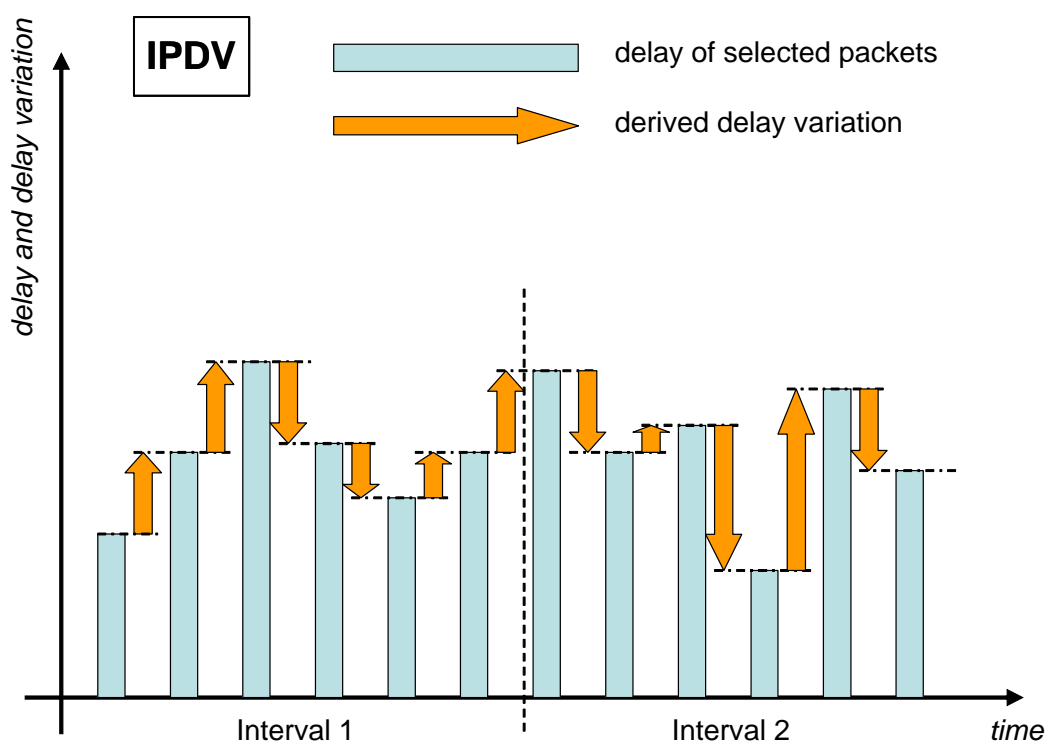 IPDV
delay of selected packets
derived delay variation
delay and delay variation
Interval 1
Interval 2
time